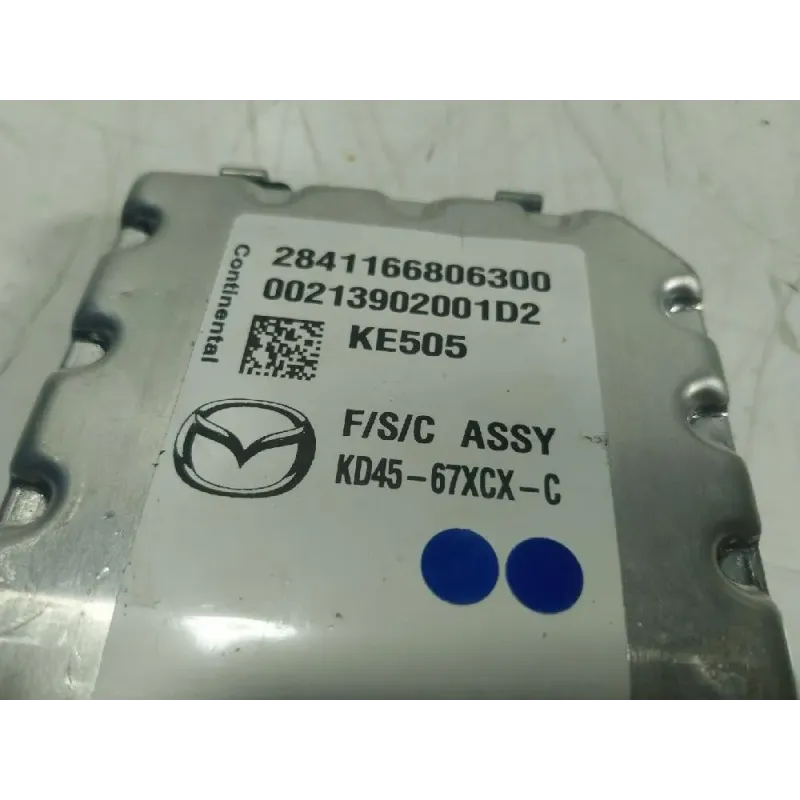 Continental
2841166806300
00213902001D2
KE505
F/S/C ASSY
KD45-67XCX-C